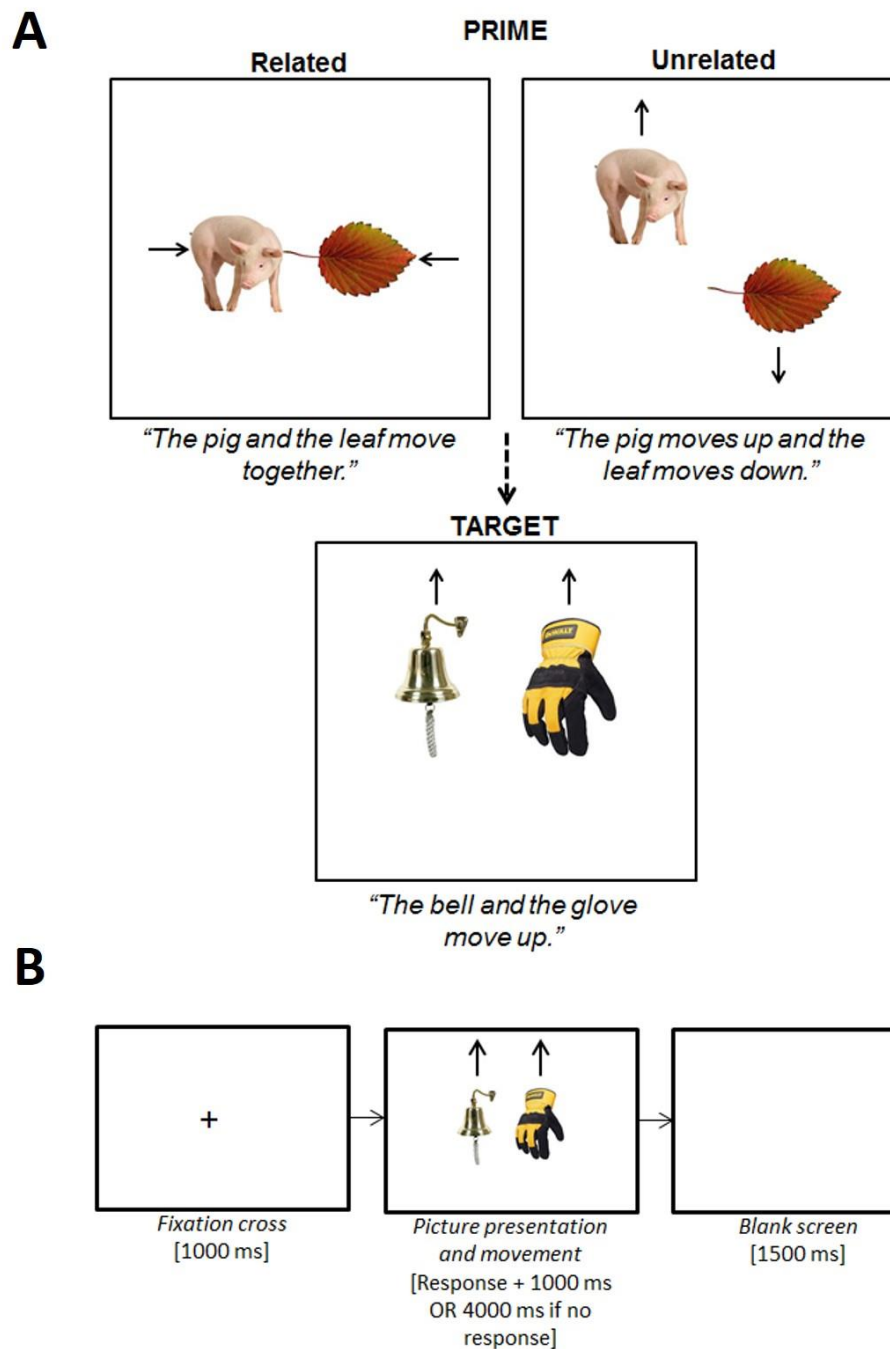 A
PRIME
Related
Unrelated
“The pig and the leaf move
together.”
“The pig moves up and the
leaf moves down.”
TARGET
DEWALT
“The bell and the glove
move up.”
B
+
Fixation cross
[1000 ms]
Picture presentation
and movement
[Response + 1000 ms
OR 4000 ms if no
response]
Blank screen
[1500 ms]